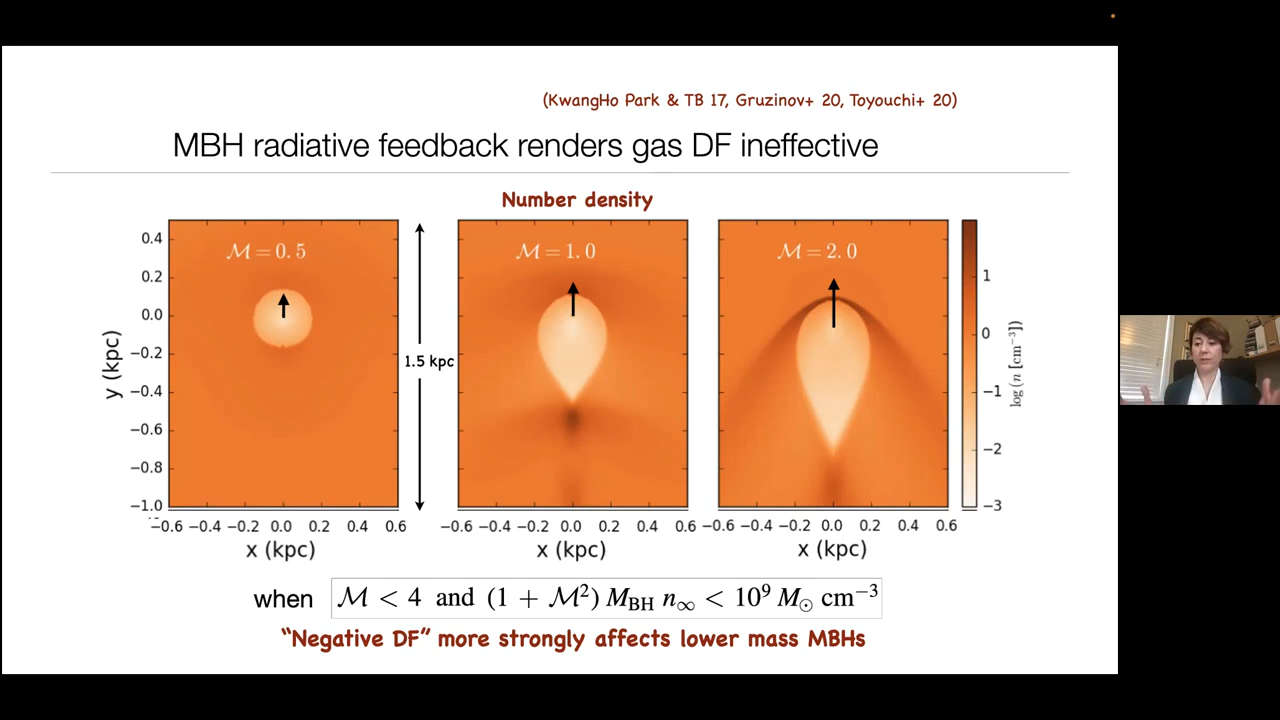 (KwangHo Park & TB 17, Gruzinov+ 20, Toyouchi+ 20)
MBH radiative feedback renders gas DF ineffective
Number density
ℳ = 0.5
ℳ = 1.0
ℳ = 2.0
0.4
0.2
0.0
−0.2
−0.4
−0.6
−0.8
−1.0
y (kpc)
1.5 kpc
1
0
−1
−2
−3
log (n [cm⁻³])
−0.6 −0.4 −0.2 0.0 0.2 0.4 0.6
−0.6 −0.4 −0.2 0.0 0.2 0.4 0.6
−0.6 −0.4 −0.2 0.0 0.2 0.4 0.6
x (kpc)
x (kpc)
x (kpc)
when ℳ < 4 and (1 + ℳ²) M_BH n_∞ < 10⁹ M_⊙ cm⁻³
“Negative DF” more strongly affects lower mass MBHs